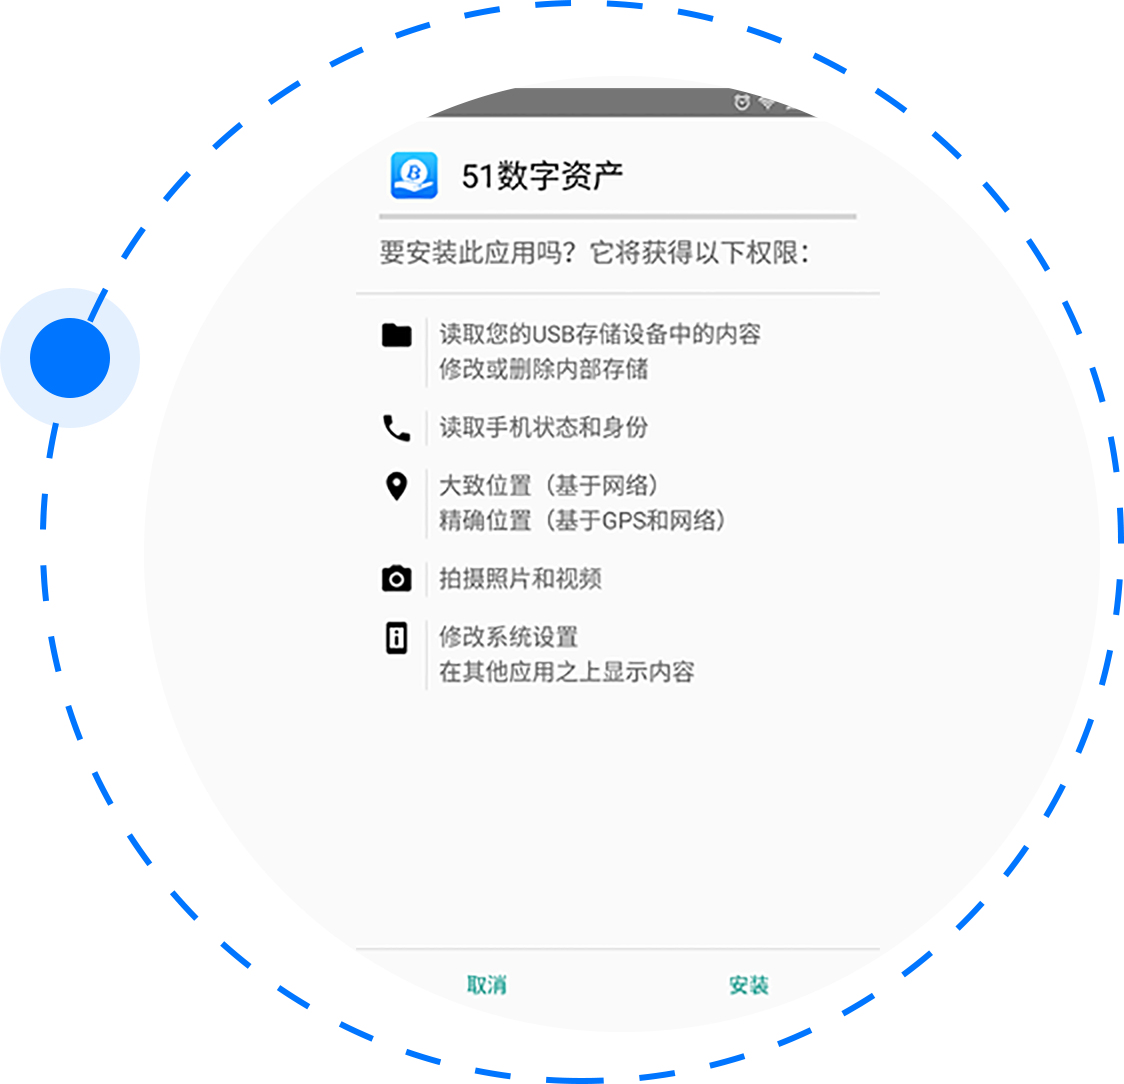 51数字资产
要安装此应用吗？它将获得以下权限：
读取您的USB存储设备中的内容
修改或删除内部存储
读取手机状态和身份
大致位置（基于网络）
精确位置（基于GPS和网络）
拍摄照片和视频
修改系统设置
在其他应用之上显示内容
取消
安装